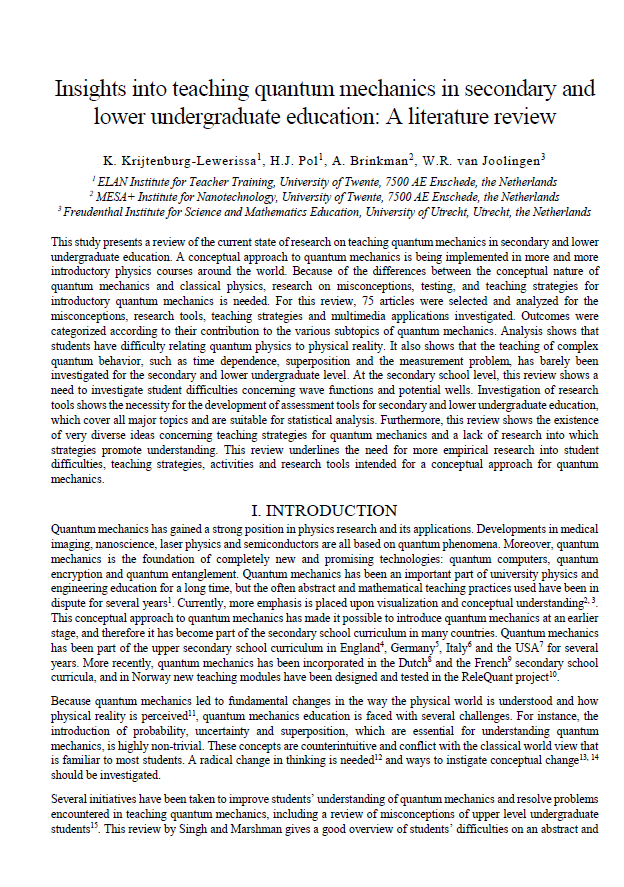 Insights into teaching quantum mechanics in secondary and
lower undergraduate education: A literature review
K. Krijtenburg-Lewerissa1, H.J. Pol1, A. Brinkman2, W.R. van Joolingen3
1 ELAN Institute for Teacher Training, University of Twente, 7500 AE Enschede, the Netherlands
2 MESA+ Institute for Nanotechnology, University of Twente, 7500 AE Enschede, the Netherlands
3 Freudenthal Institute for Science and Mathematics Education, University of Utrecht, Utrecht, the Netherlands
This study presents a review of the current state of research on teaching quantum mechanics in secondary and lower
undergraduate education. A conceptual approach to quantum mechanics is being implemented in more and more
introductory physics courses around the world. Because of the differences between the conceptual nature of
quantum mechanics and classical physics, research on misconceptions, testing, and teaching strategies for
introductory quantum mechanics is needed. For this review, 75 articles were selected and analyzed for the
misconceptions, research tools, teaching strategies and multimedia applications investigated. Outcomes were
categorized according to their contribution to the various subtopics of quantum mechanics. Analysis shows that
students have difficulty relating quantum physics to physical reality. It also shows that the teaching of complex
quantum behavior, such as time dependence, superposition and the measurement problem, has barely been
investigated for the secondary and lower undergraduate level. At the secondary school level, this review shows a
need to investigate student difficulties concerning wave functions and potential wells. Investigation of research
tools shows the necessity for the development of assessment tools for secondary and lower undergraduate education,
which cover all major topics and are suitable for statistical analysis. Furthermore, this review shows the existence
of very diverse ideas concerning teaching strategies for quantum mechanics and a lack of research into which
strategies promote understanding. This review underlines the need for more empirical research into student
difficulties, teaching strategies, activities and research tools intended for a conceptual approach for quantum
mechanics.
I. INTRODUCTION
Quantum mechanics has gained a strong position in physics research and its applications. Developments in medical
imaging, nanoscience, laser physics and semiconductors are all based on quantum phenomena. Moreover, quantum
mechanics is the foundation of completely new and promising technologies: quantum computers, quantum
encryption and quantum entanglement. Quantum mechanics has been an important part of university physics and
engineering education for a long time, but the often abstract and mathematical teaching practices used have been in
dispute for several years1. Currently, more emphasis is placed upon visualization and conceptual understanding2, 3.
This conceptual approach to quantum mechanics has made it possible to introduce quantum mechanics at an earlier
stage, and therefore it has become part of the secondary school curriculum in many countries. Quantum mechanics
has been part of the upper secondary school curriculum in England4, Germany5, Italy6 and the USA7 for several
years. More recently, quantum mechanics has been incorporated in the Dutch8 and the French9 secondary school
curricula, and in Norway new teaching modules have been designed and tested in the ReleQuant project10.
Because quantum mechanics led to fundamental changes in the way the physical world is understood and how
physical reality is perceived11, quantum mechanics education is faced with several challenges. For instance, the
introduction of probability, uncertainty and superposition, which are essential for understanding quantum
mechanics, is highly non-trivial. These concepts are counterintuitive and conflict with the classical world view that
is familiar to most students. A radical change in thinking is needed12 and ways to instigate conceptual change13, 14
should be investigated.
Several initiatives have been taken to improve students' understanding of quantum mechanics and resolve problems
encountered in teaching quantum mechanics, including a review of misconceptions of upper level undergraduate
students15. This review by Singh and Marshman gives a good overview of students' difficulties on an abstract and